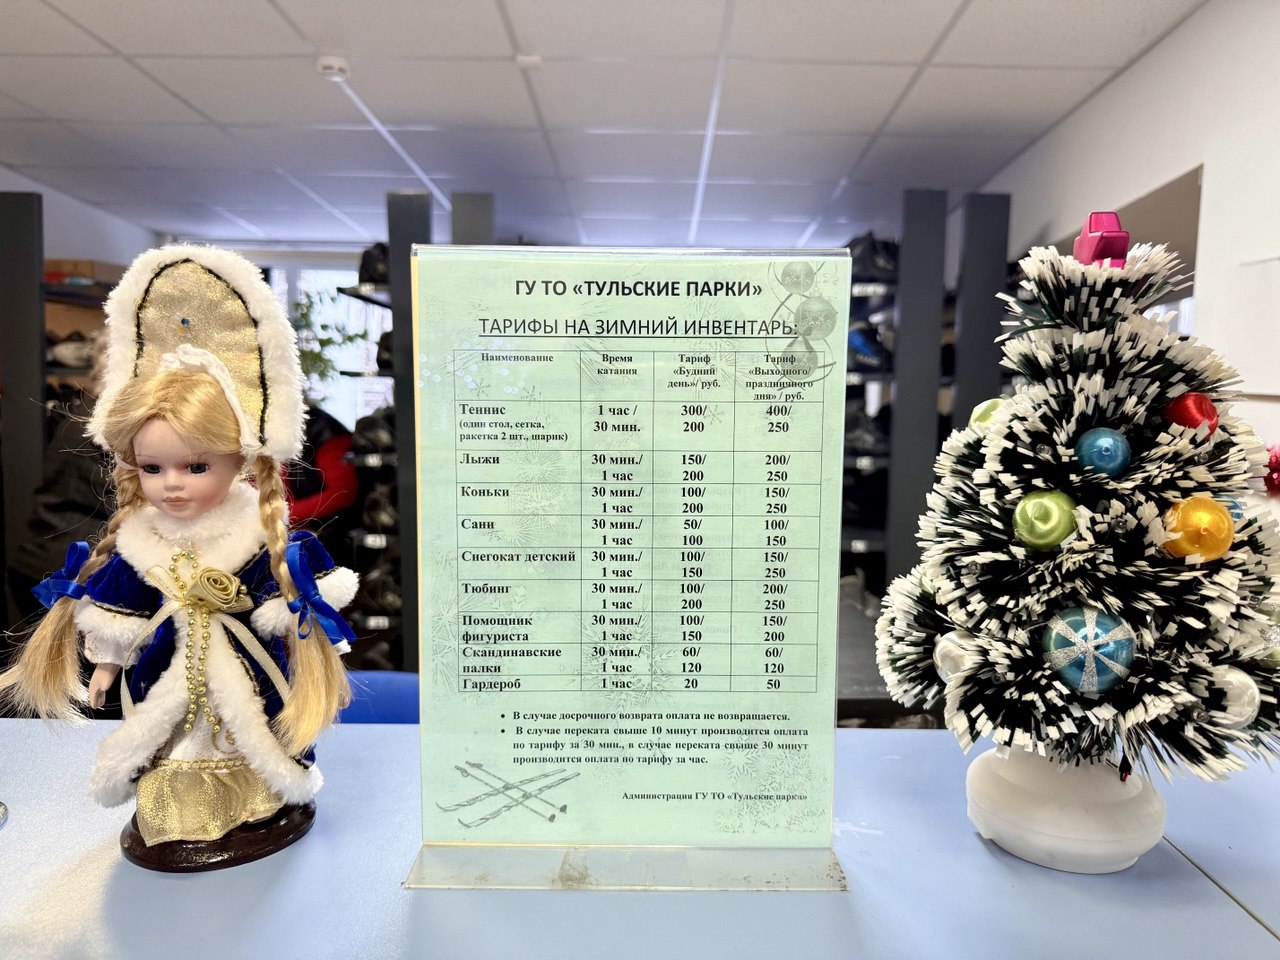 ГУ ТО «ТУЛЬСКИЕ ПАРКИ»
ТАРИФЫ НА ЗИМНИЙ ИНВЕНТАРЬ:
Наименование Время катания Тариф «Будний день»/ руб. Тариф «Выходного/ праздничного дня» / руб.
Теннис (один стол, сетка, ракетка 2 шт., шарик) 1 час / 30 мин. 300/ 200 400/ 250
Лыжи 30 мин./ 1 час 150/ 200 200/ 250
Коньки 30 мин./ 1 час 100/ 200 150/ 250
Сани 30 мин./ 1 час 50/ 100 100/ 150
Снегокат детский 30 мин./ 1 час 100/ 150 150/ 250
Тюбинг 30 мин./ 1 час 100/ 200 200/ 250
Помощник фигуриста 30 мин./ 1 час 100/ 150 150/ 200
Скандинавские палки 30 мин./ 1 час 60/ 120 60/ 120
Гардероб 1 час 20 50
• В случае досрочного возврата оплата не возвращается.
• В случае переката свыше 10 минут производится оплата
по тарифу за 30 мин., в случае переката свыше 30 минут
производится оплата по тарифу за час.
Администрация ГУ ТО «Тульские парки»